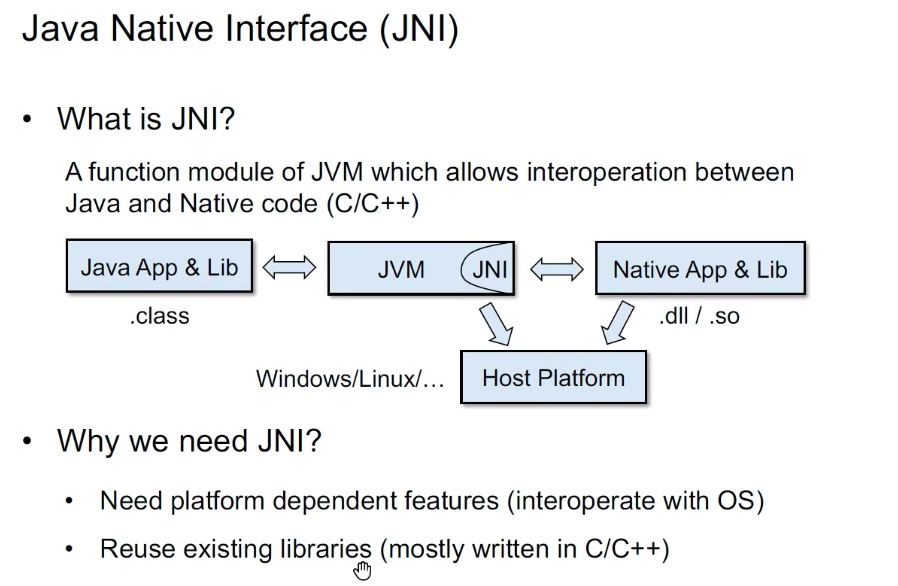 Java Native Interface (JNI)
• What is JNI?
A function module of JVM which allows interoperation between
Java and Native code (C/C++)
Java App & Lib
JVM
JNI
Native App & Lib
.class
.dll / .so
Windows/Linux/…
Host Platform
• Why we need JNI?
• Need platform dependent features (interoperate with OS)
• Reuse existing libraries (mostly written in C/C++)